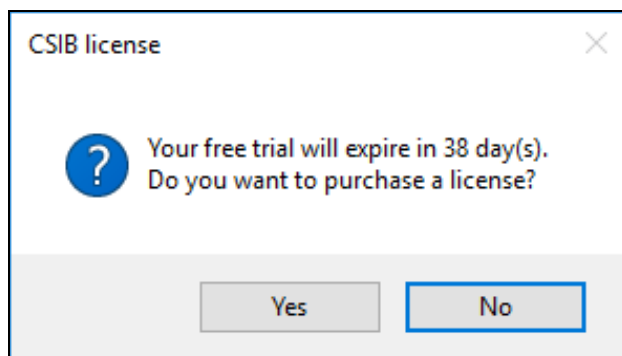 CSIB license
Your free trial will expire in 38 day(s).
Do you want to purchase a license?
Yes No